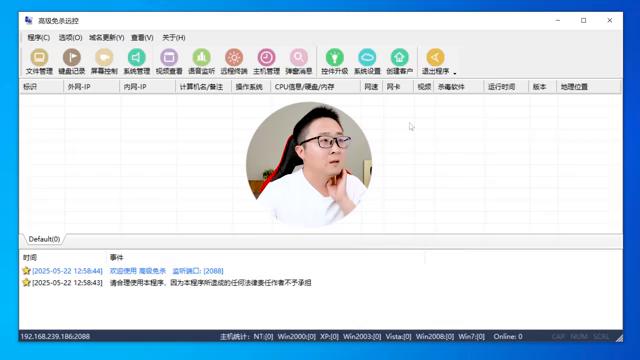 高级免杀远控
程序(C) 选项(O) 域名更新(Y) 查看(V) 关于(H)
文件管理 键盘记录 屏幕控制 系统管理 视频查看 语音监听 远程终端 主机管理 弹窗消息 控件升级 系统设置 创建客户 退出程序
标识 外网-IP 内网-IP 计算机名/备注 操作系统 CPU信息/硬盘/内存 网速 网卡 视频 杀毒软件 运行时间 版本 地理位置
Default(0)
时间 事件
[2025-05-22 12:58:44] 欢迎使用 高级免杀 监听端口: [2088]
[2025-05-22 12:58:43] 请合理使用本程序，因为本程序所造成的任何法律责任作者不予承担
192.168.239.186:2088 主机统计: NT:[0] Win2000:[0] XP:[0] Win2003:[0] Vista:[0] Win2008:[0] Win7:[0] Online: 0 CAP NUM SCRL